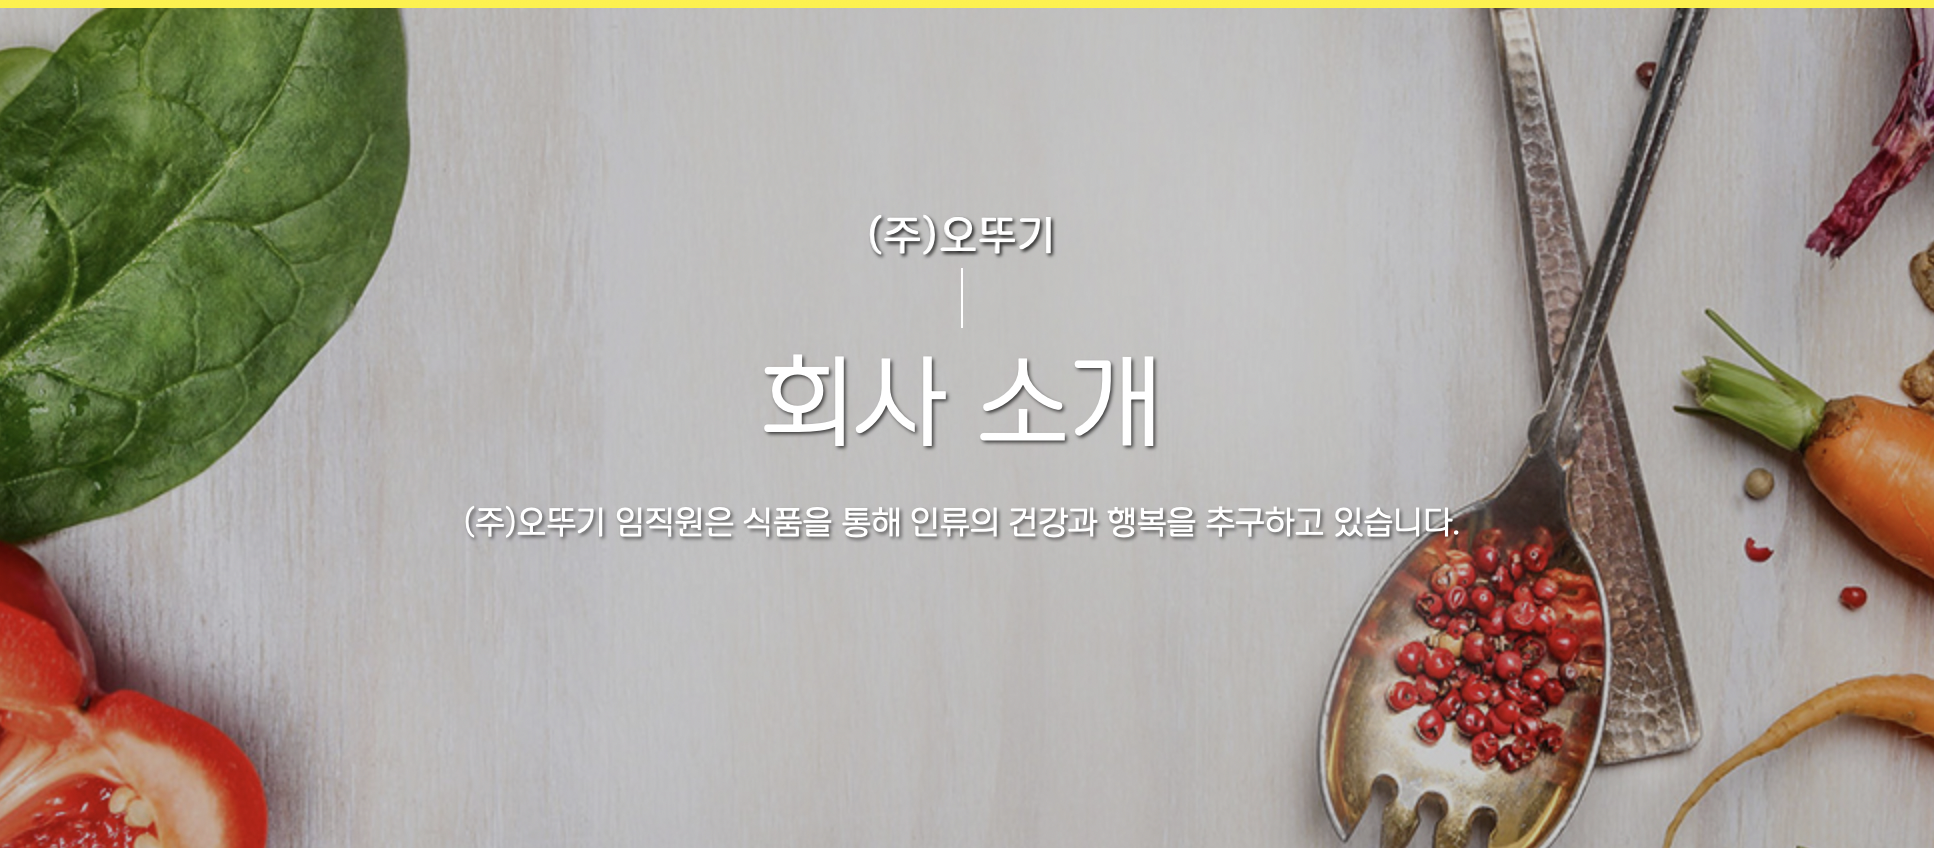 (주)오뚜기
회사 소개
(주)오뚜기 임직원은 식품을 통해 인류의 건강과 행복을 추구하고 있습니다.